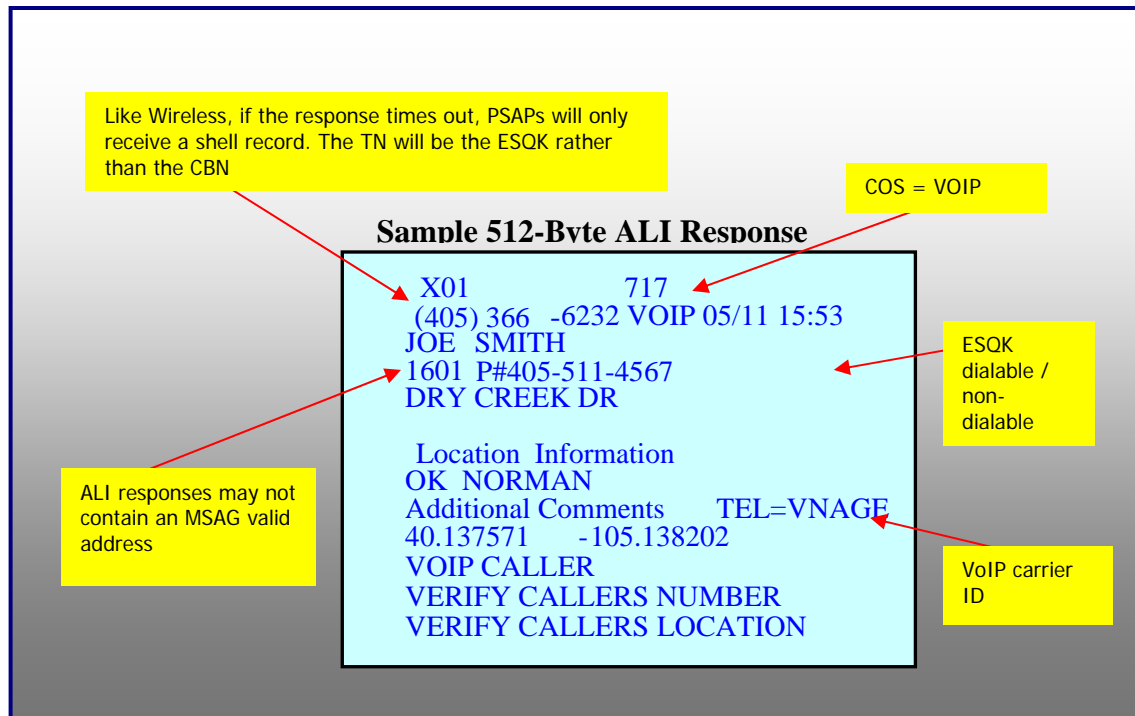 Like Wireless, if the response times out, PSAPs will only
receive a shell record. The TN will be the ESQK rather
than the CBN
COS = VOIP
Sample 512-Byte ALI Response
X01 717
(405) 366 -6232 VOIP 05/11 15:53
JOE SMITH
1601 P#405-511-4567
DRY CREEK DR
Location Information
OK NORMAN
Additional Comments TEL=VNAGE
40.137571 -105.138202
VOIP CALLER
VERIFY CALLERS NUMBER
VERIFY CALLERS LOCATION
ESQK
dialable /
non-
dialable
ALI responses may not
contain an MSAG valid
address
VoIP carrier
ID